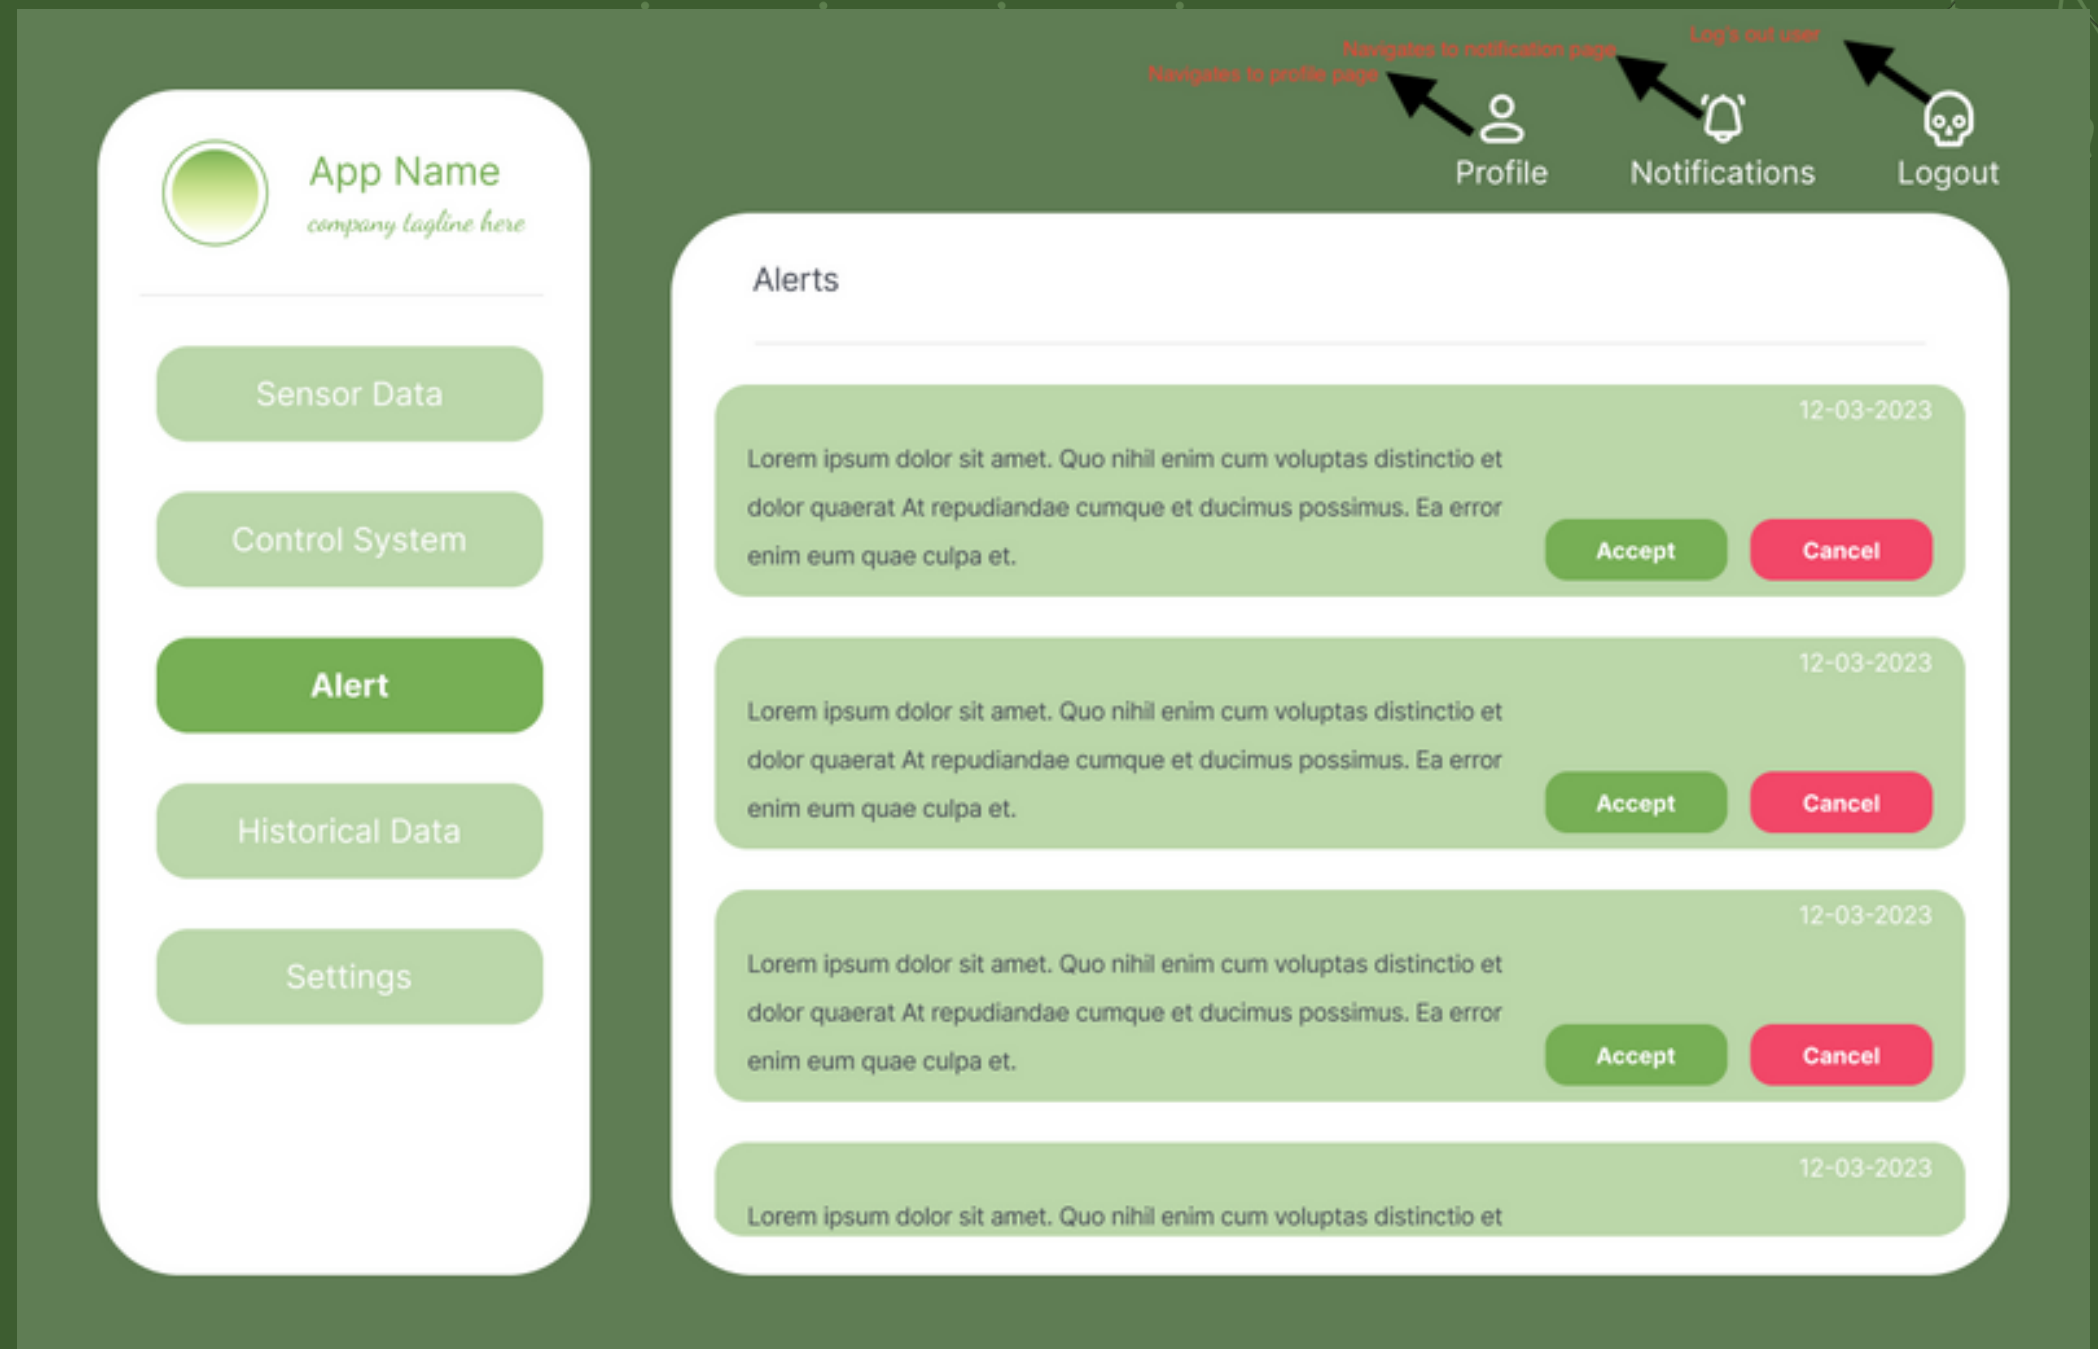 Log's out user
Navigates to notification page
Navigates to profile page
Profile
Notifications
Logout
App Name
company tagline here
Sensor Data
Control System
Alert
Historical Data
Settings
Alerts
12-03-2023
Lorem ipsum dolor sit amet. Quo nihil enim cum voluptas distinctio et
dolor quaerat At repudiandae cumque et ducimus possimus. Ea error
enim eum quae culpa et.
Accept
Cancel
12-03-2023
Lorem ipsum dolor sit amet. Quo nihil enim cum voluptas distinctio et
dolor quaerat At repudiandae cumque et ducimus possimus. Ea error
enim eum quae culpa et.
Accept
Cancel
12-03-2023
Lorem ipsum dolor sit amet. Quo nihil enim cum voluptas distinctio et
dolor quaerat At repudiandae cumque et ducimus possimus. Ea error
enim eum quae culpa et.
Accept
Cancel
12-03-2023
Lorem ipsum dolor sit amet. Quo nihil enim cum voluptas distinctio et